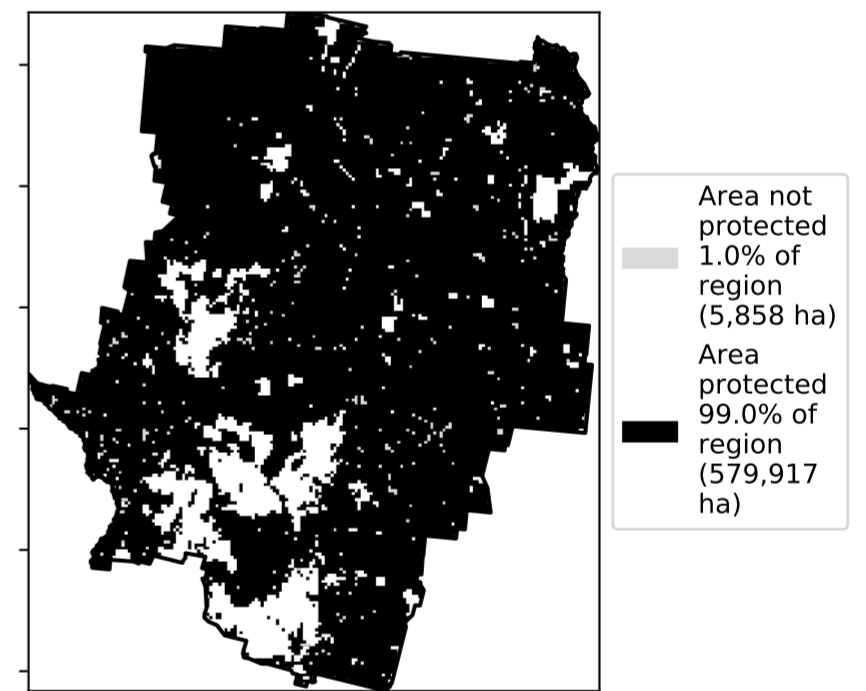 Area not
protected
1.0% of
region
(5,858 ha)
Area
protected
99.0% of
region
(579,917
ha)